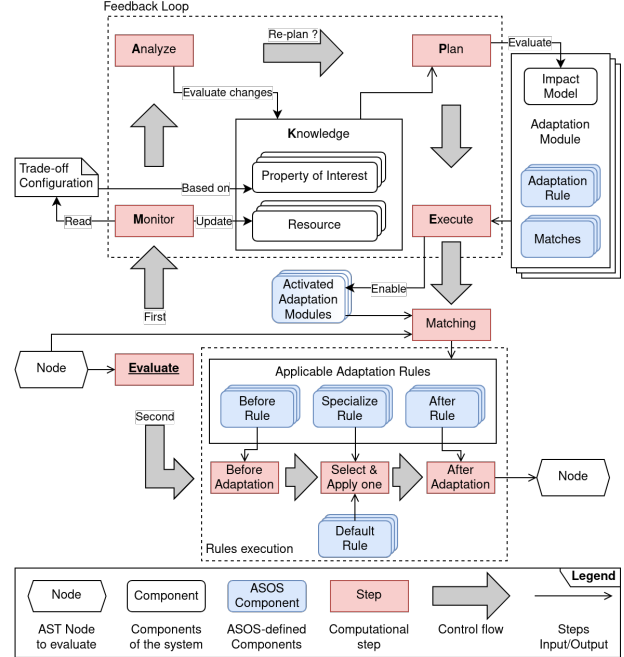 Feedback Loop
Analyze
Re-plan ?
Plan
Evaluate
Impact
Model
Evaluate changes
Adaptation
Module
Knowledge
Property of Interest
Trade-off
Configuration
Based on
Adaptation
Rule
Read
Monitor
Update
Resource
Execute
Matches
First
Activated
Adaptation
Modules
Enable
Matching
Node
Evaluate
Applicable Adaptation Rules
Before
Rule
Specialize
Rule
After
Rule
Second
Before
Adaptation
Select &
Apply one
After
Adaptation
Node
Default
Rule
Rules execution
Legend
Node
Component
ASOS
Component
Step
AST Node
to evaluate
Components
of the system
ASOS-defined
Components
Computational
step
Control flow
Steps
Input/Output